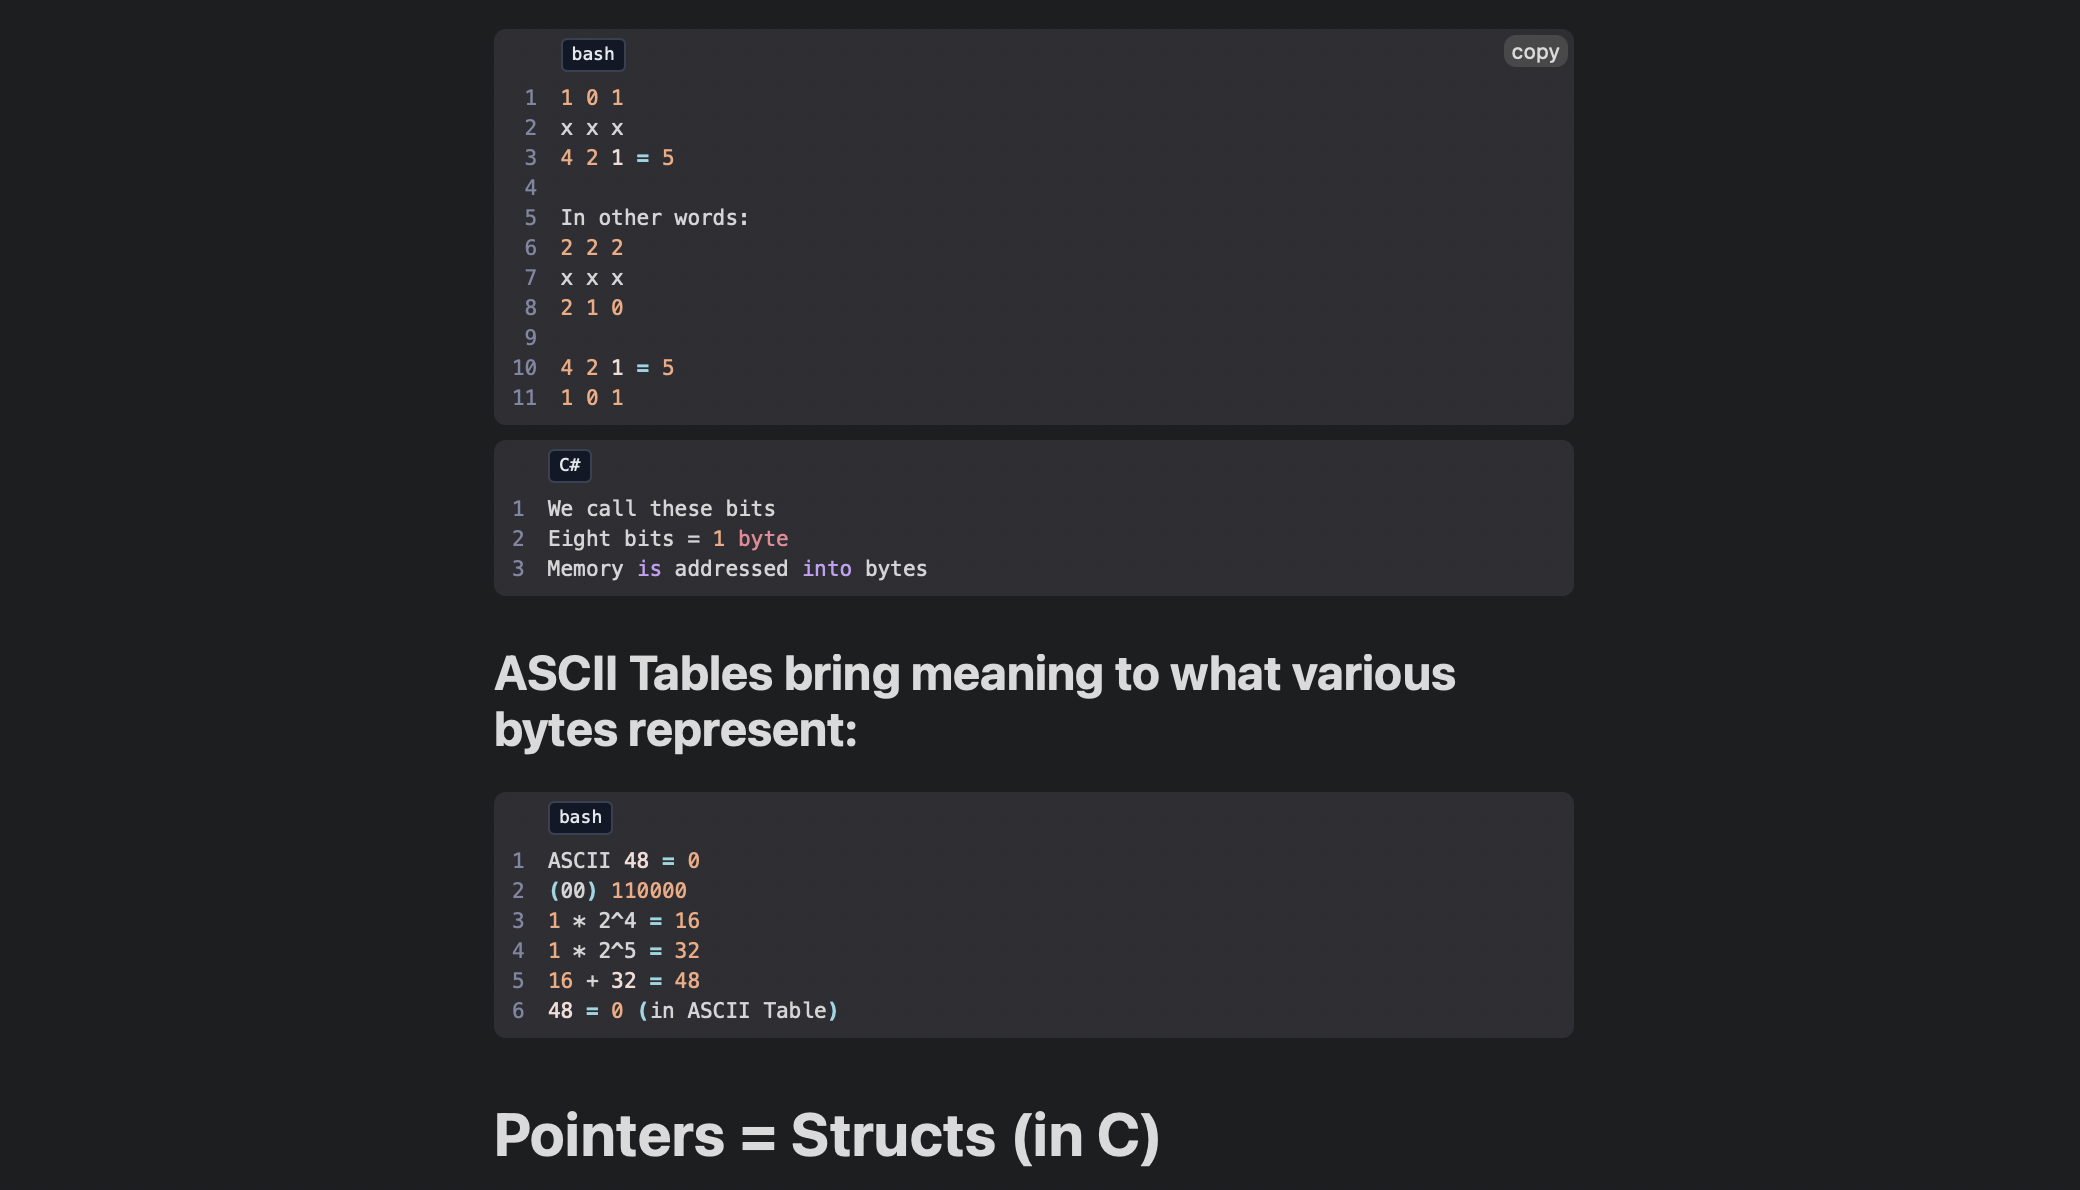 bash
copy
1 1 0 1
2 x x x
3 4 2 1 = 5
4
5 In other words:
6 2 2 2
7 x x x
8 2 1 0
9
10 4 2 1 = 5
11 1 0 1
C#
1 We call these bits
2 Eight bits = 1 byte
3 Memory is addressed into bytes
ASCII Tables bring meaning to what various
bytes represent:
bash
1 ASCII 48 = 0
2 (00) 110000
3 1 * 2^4 = 16
4 1 * 2^5 = 32
5 16 + 32 = 48
6 48 = 0 (in ASCII Table)
Pointers = Structs (in C)